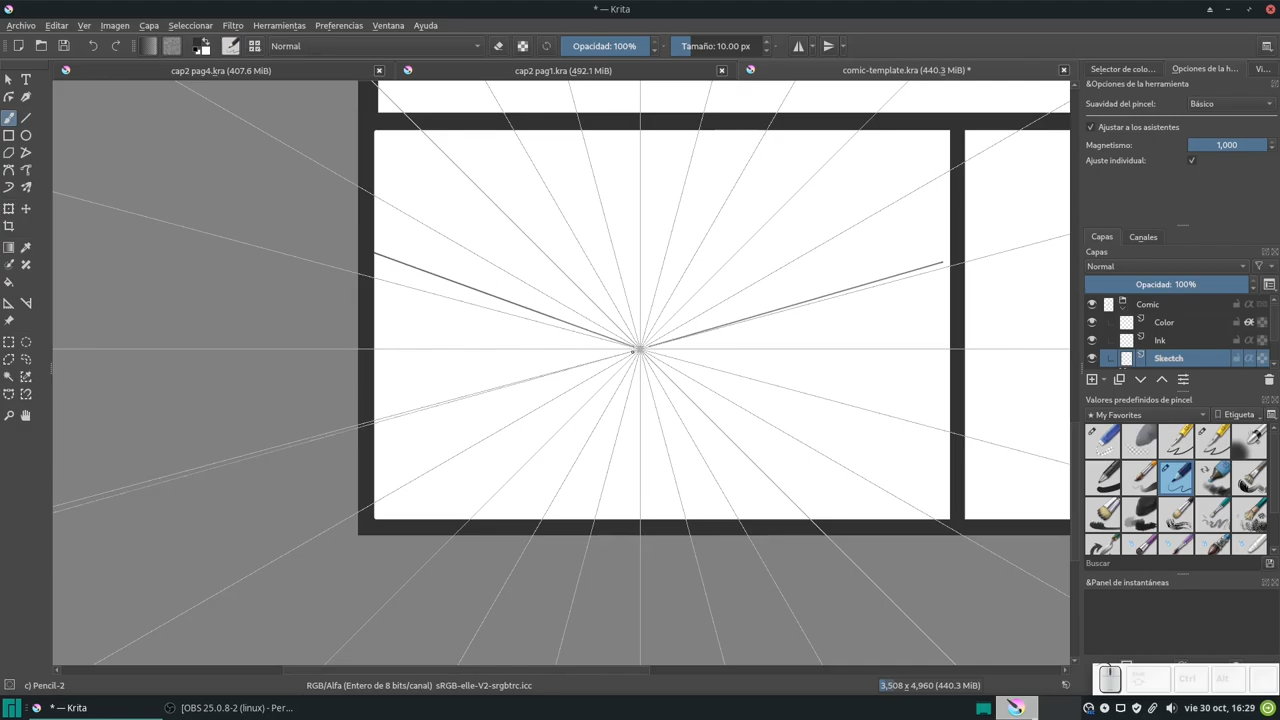 * — Krita
Archivo Editar Ver Imagen Capa Seleccionar Filtro Herramientas Preferencias Ventana Ayuda
Normal Opacidad: 100% Tamaño: 10.00 px
cap2 pag4.kra (407.6 MiB) cap2 pag1.kra (492.1 MiB) comic-template.kra (440.3 MiB) * Selector de colo... Opciones de la h... Vi...
&Opciones de la herramienta
Suavidad del pincel: Básico
Ajustar a los asistentes
Magnetismo: 1,000
Ajuste individual:
Capas Canales
Capas
Normal
Opacidad: 100%
Comic
Color
Ink
Skectch
Valores predefinidos de pincel
My Favorites Etiqueta
Buscar
&Panel de instantáneas
c) Pencil-2 RGB/Alfa (Entero de 8 bits/canal) sRGB-elle-V2-srgbtrc.icc 3,508 x 4,960 (440.3 MiB)
Ctrl Alt
* — Krita [OBS 25.0.8-2 (linux) - Per... vie 30 oct, 16:29